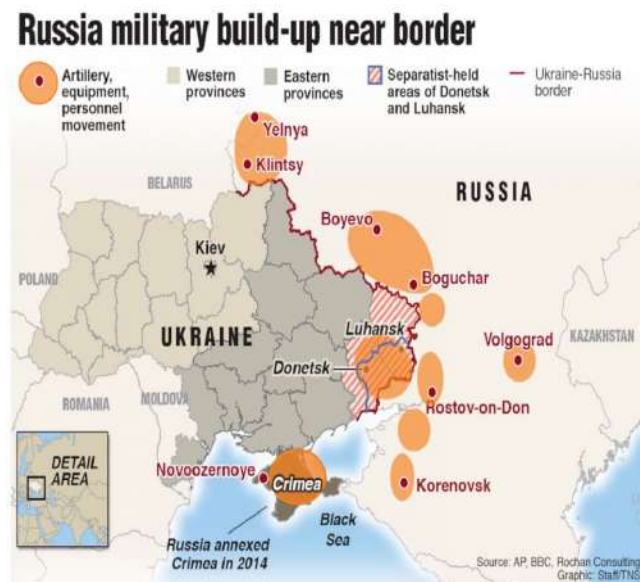 Russia military build-up near border
Artillery,
equipment,
personnel
movement
Western
provinces
Eastern
provinces
Separatist-held
areas of Donetsk
and Luhansk
Ukraine-Russia
border
Yelnya
Klintsy
BELARUS
RUSSIA
Boyevo
Kiev
POLAND
Boguchar
UKRAINE
Luhansk
Volgograd
KAZAKHSTAN
Donetsk
ROMANIA
MOLDOVA
Rostov-on-Don
DETAIL
AREA
Novoozernoye
Crimea
Korenovsk
Black
Sea
Russia annexed
Crimea in 2014
Source: AP, BBC, Rochan Consulting
Graphic: Staff/TNS